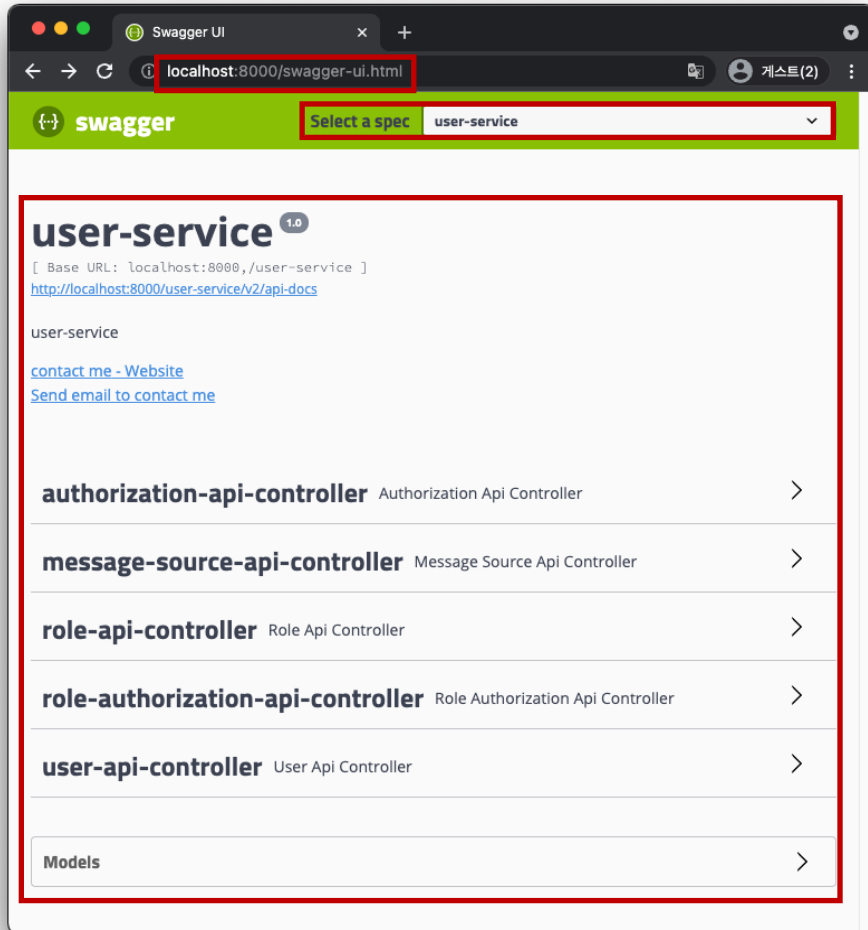 Swagger UI
localhost:8000/swagger-ui.html
게스트(2)
swagger
Select a spec
user-service
user-service 1.0
[ Base URL: localhost:8000,/user-service ]
http://localhost:8000/user-service/v2/api-docs
user-service
contact me - Website
Send email to contact me
authorization-api-controller Authorization Api Controller
message-source-api-controller Message Source Api Controller
role-api-controller Role Api Controller
role-authorization-api-controller Role Authorization Api Controller
user-api-controller User Api Controller
Models